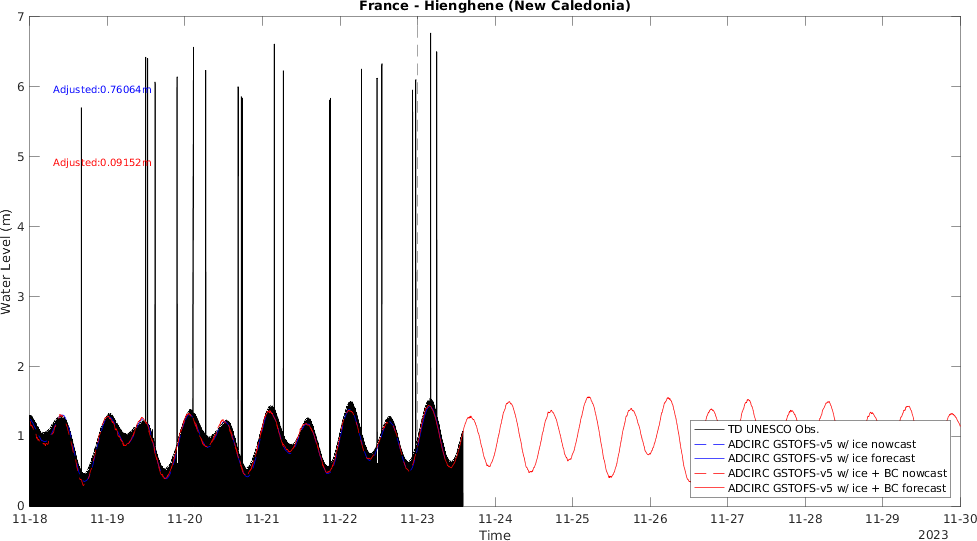 France - Hienghene (New Caledonia)
7
6
5
4
3
2
1
0
Water Level (m)
Adjusted:0.76064m
Adjusted:0.09152m
TD UNESCO Obs.
ADCIRC GSTOFS-v5 w/ ice nowcast
ADCIRC GSTOFS-v5 w/ ice forecast
ADCIRC GSTOFS-v5 w/ ice + BC nowcast
ADCIRC GSTOFS-v5 w/ ice + BC forecast
11-18 11-19 11-20 11-21 11-22 11-23 11-24 11-25 11-26 11-27 11-28 11-29 11-30
Time
2023